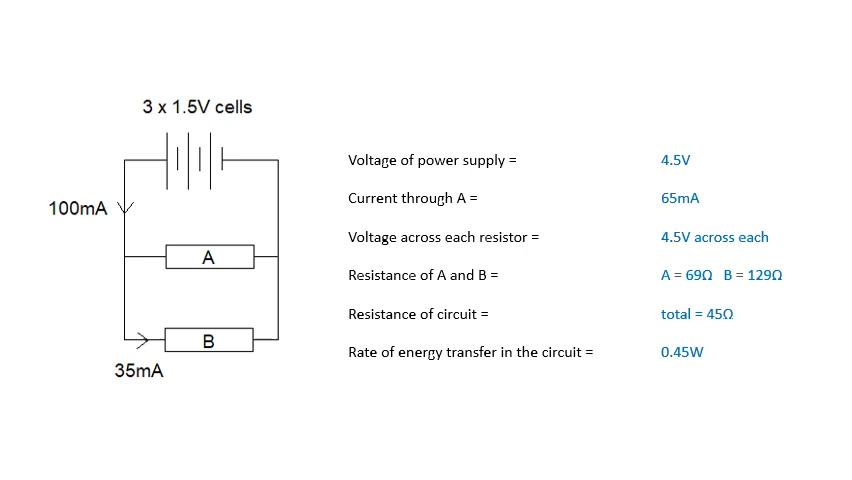 3 x 1.5V cells
100mA
A
B
35mA
Voltage of power supply = 4.5V
Current through A = 65mA
Voltage across each resistor = 4.5V across each
Resistance of A and B = A = 69Ω B = 129Ω
Resistance of circuit = total = 45Ω
Rate of energy transfer in the circuit = 0.45W